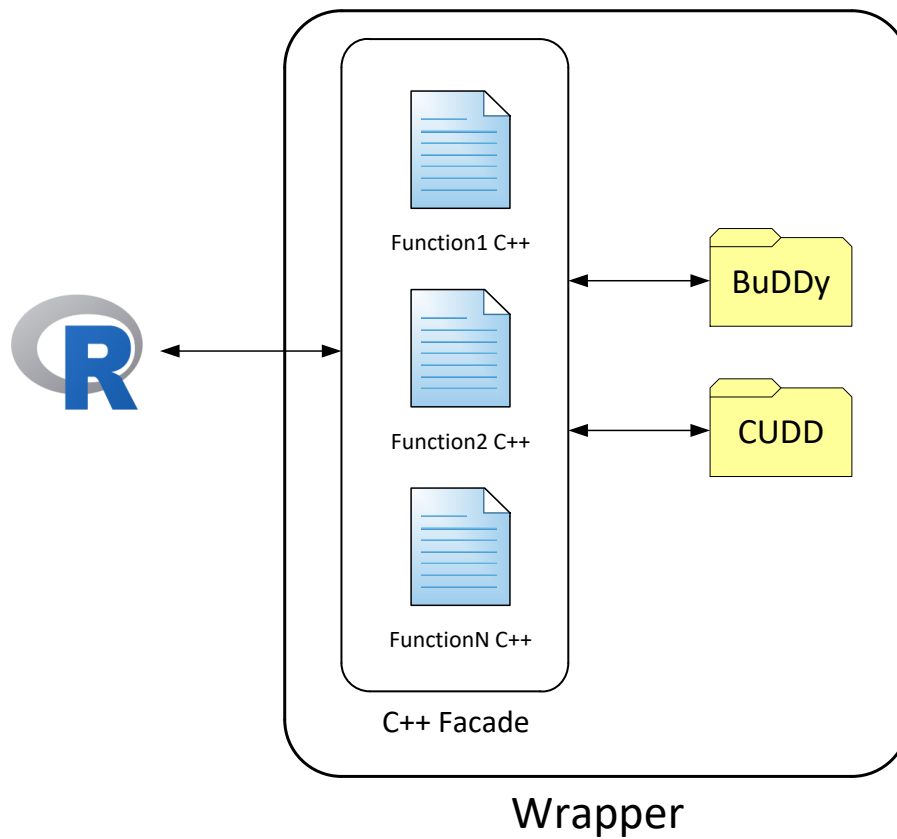 Function1 C++
BuDDy
R
Function2 C++
CUDD
FunctionN C++
C++ Facade
Wrapper